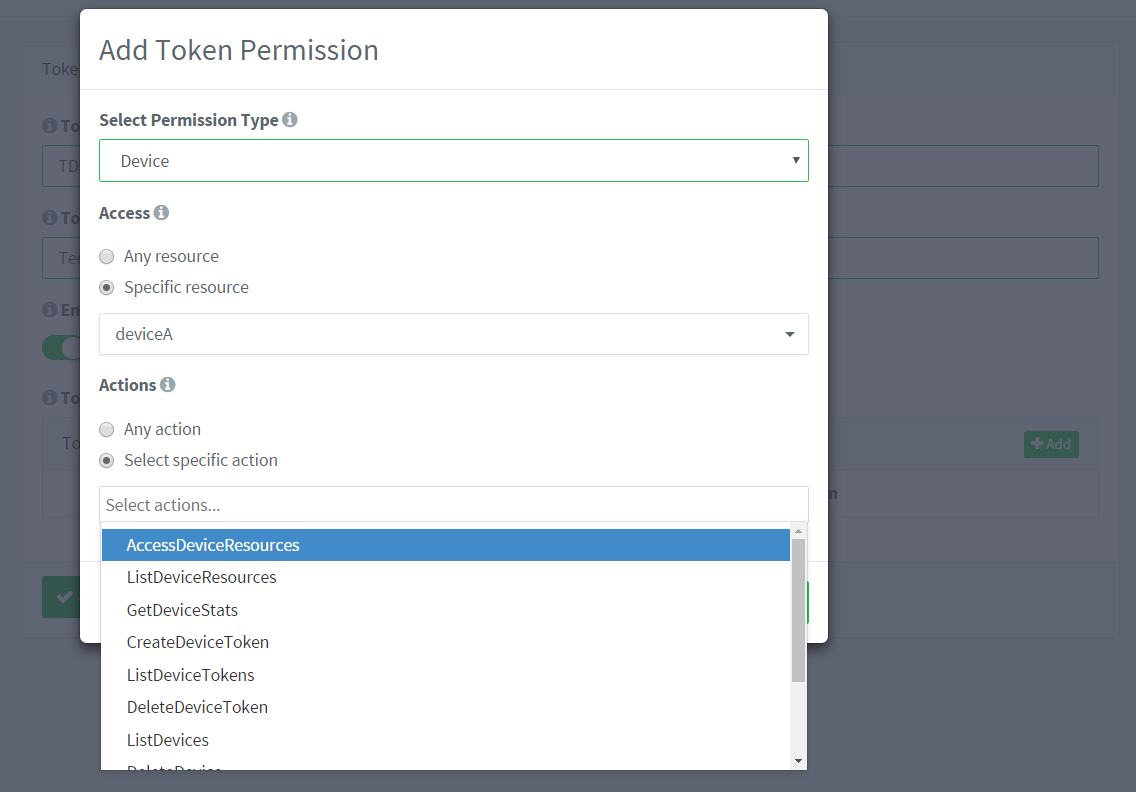 Add Token Permission
Toke
Select Permission Type
To
Device
TD
Access
To
Any resource
Te
Specific resource
En
deviceA
Actions
To
Any action
To
Add
Select specific action
n
Select actions...
AccessDeviceResources
ListDeviceResources
GetDeviceStats
CreateDeviceToken
ListDeviceTokens
DeleteDeviceToken
ListDevices
DeleteDevice